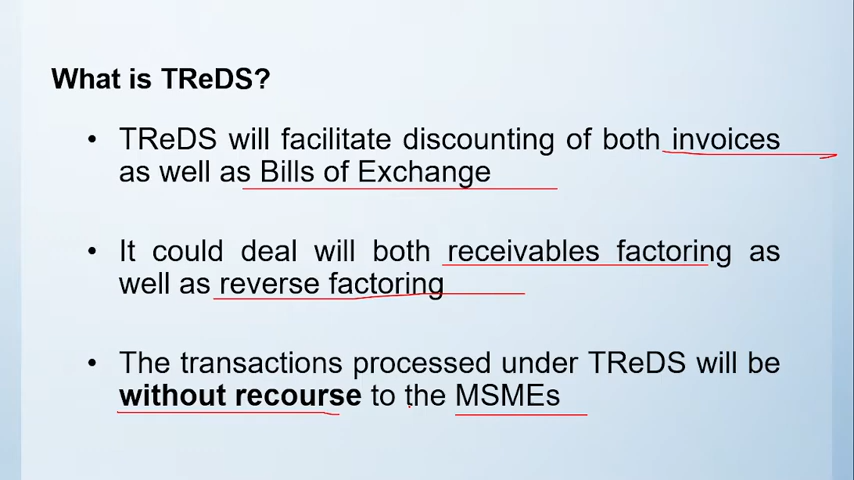 What is TReDS?
• TReDS will facilitate discounting of both invoices
as well as Bills of Exchange
• It could deal will both receivables factoring as
well as reverse factoring
• The transactions processed under TReDS will be
without recourse to the MSMEs